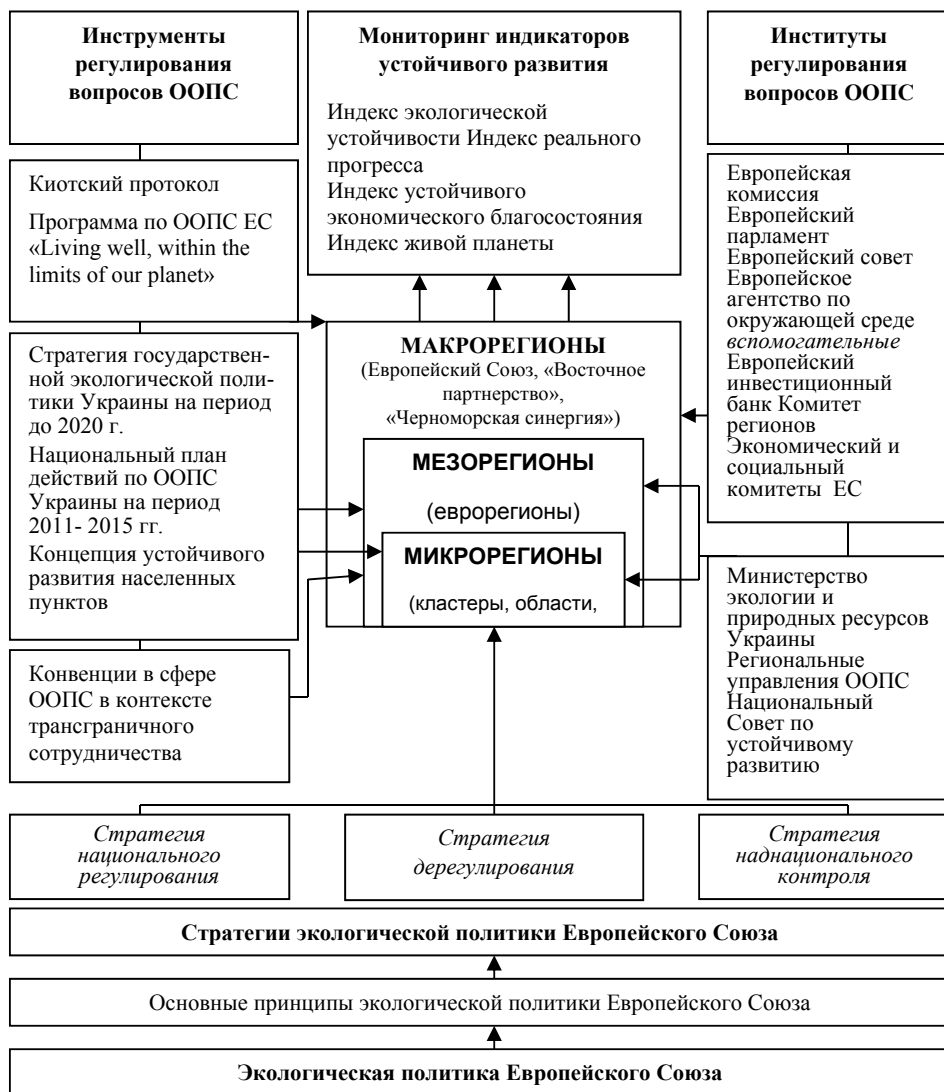 Инструменты
регулирования
вопросов ООПС
Киотский протокол
Программа по ООПС ЕС
«Living well, within the
limits of our planet»
Стратегия государствен-
ной экологической поли-
тики Украины на период
до 2020 г.
Национальный план
действий по ООПС
Украины на период
2011- 2015 гг.
Концепция устойчивого
развития населенных
пунктов
Конвенции в сфере
ООПС в контексте
трансграничного
сотрудничества
Мониторинг индикаторов
устойчивого развития
Индекс экологической
устойчивости Индекс реального
прогресса
Индекс устойчивого
экономического благосостояния
Индекс живой планеты
МАКРОРЕГИОНЫ
(Европейский Союз, «Восточное
партнерство»,
«Черноморская синергия»)
МЕЗОРЕГИОНЫ
(еврорегионы)
МИКРОРЕГИОНЫ
(кластеры, области,
Институты
регулирования
вопросов ООПС
Европейская
комиссия
Европейский
парламент
Европейский совет
Европейское
агентство по
окружающей среде
вспомогательные
Европейский
инвестиционный
банк Комитет
регионов
Экономический и
социальный
комитеты ЕС
Министерство
экологии и
природных ресурсов
Украины
Региональные
управления ООПС
Национальный
Совет по
устойчивому
развитию
Стратегия
национального
регулирования
Стратегия
дерегулирования
Стратегия
наднационального
контроля
Стратегии экологической политики Европейского Союза
Основные принципы экологической политики Европейского Союза
Экологическая политика Европейского Союза